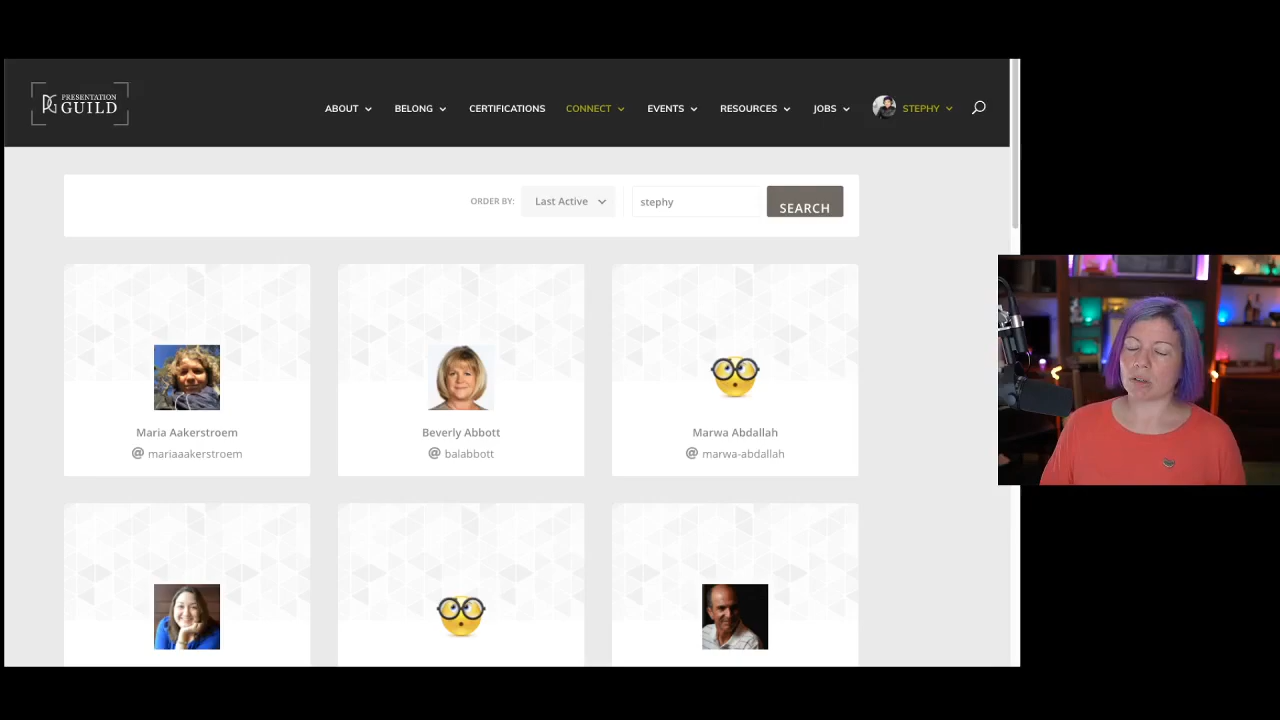 PRESENTATION
GUILD
ABOUT BELONG CERTIFICATIONS CONNECT EVENTS RESOURCES JOBS STEPHY
ORDER BY: Last Active stephy SEARCH
Maria Aakerstroem Beverly Abbott Marwa Abdallah
@ mariaaakerstroem @ balabbott @ marwa-abdallah